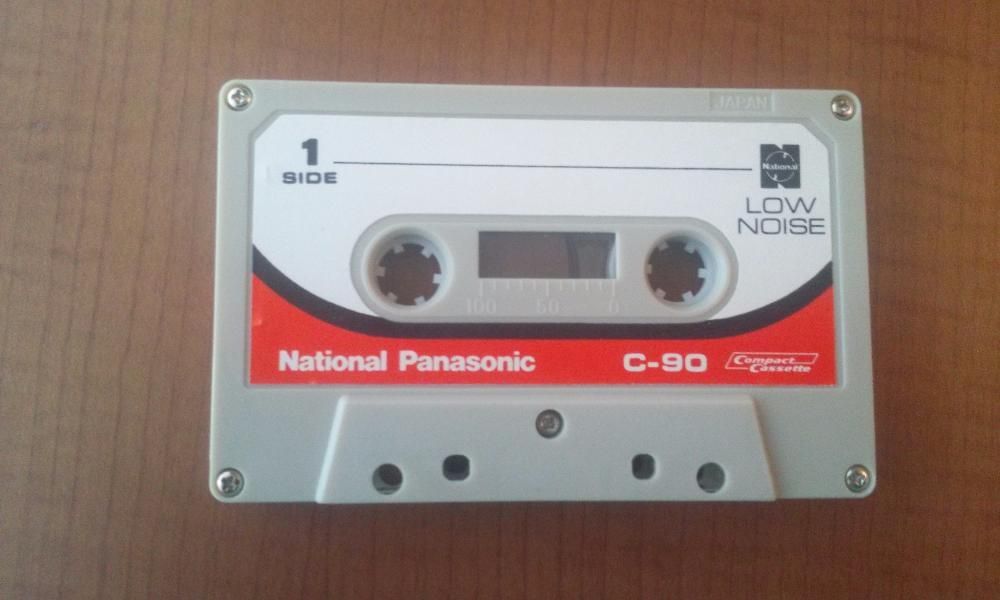 JAPAN
1
SIDE
National
LOW
NOISE
100 50 0
National Panasonic C-90 Compact
Cassette